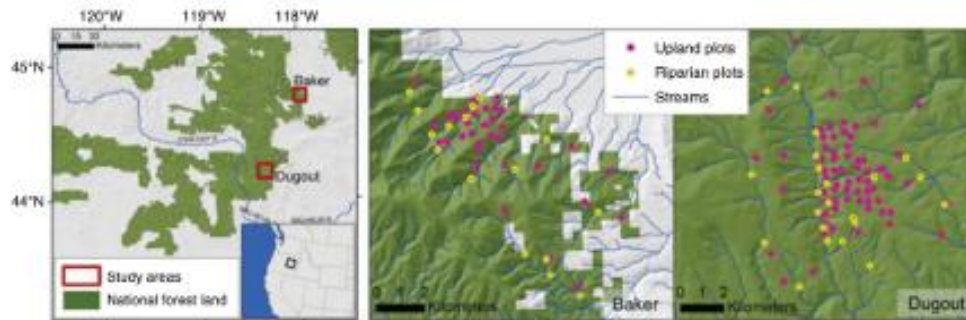 120°W
119°W
118°W
Kilometers
45°N
44°N
Baker
Dugout
Study areas
National forest land
Upland plots
Riparian plots
Streams
0 1 2
Kilometers
Baker
0 1 2
Kilometers
Dugout